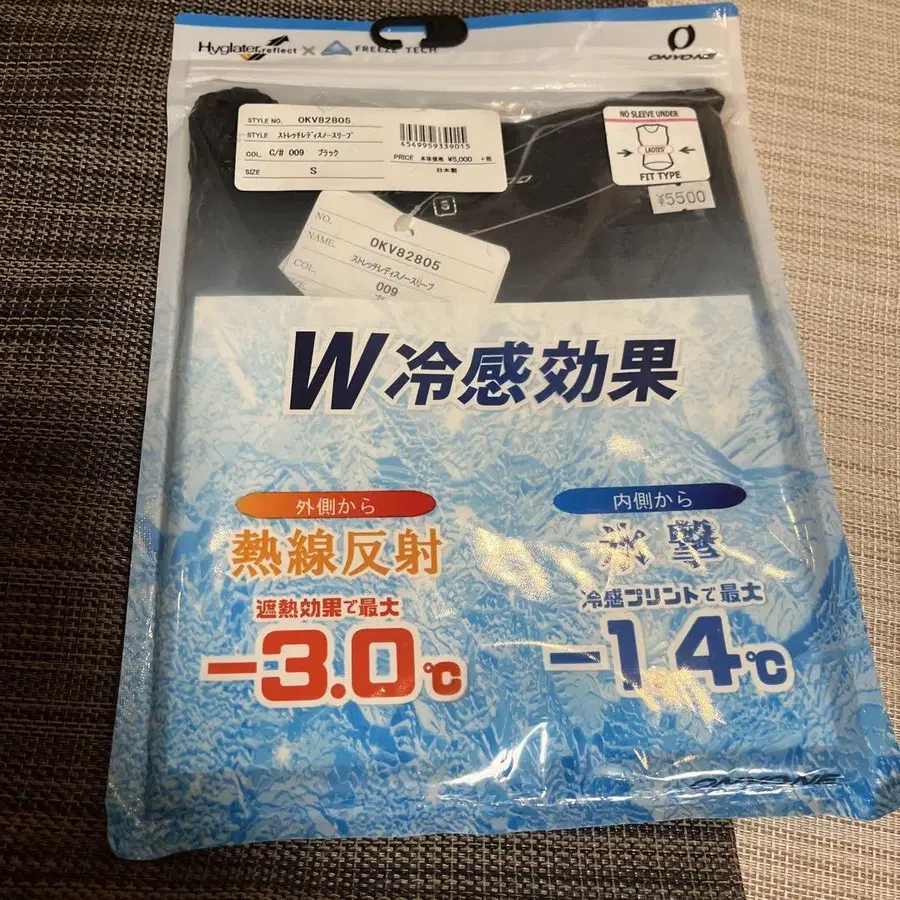 Hyglater reflect × FREEZE TECH
ONYONE
STYLE NO. OKV82805
STYLE ストレッチレディスノースリーブ
COL. C/# 009 ブラック
SIZE S
4549959339015
PRICE 本体価格 ¥5,000 +税
日本製
NO SLEEVE UNDER
LADIES'
FIT TYPE
¥5500
S
NO. OKV82805
NAME. ストレッチレディスノースリーブ
COL. 009
W冷感効果
外側から
熱線反射
遮熱効果で最大
-3.0℃
内側から
氷撃
冷感プリントで最大
-1.4℃
ONYONE